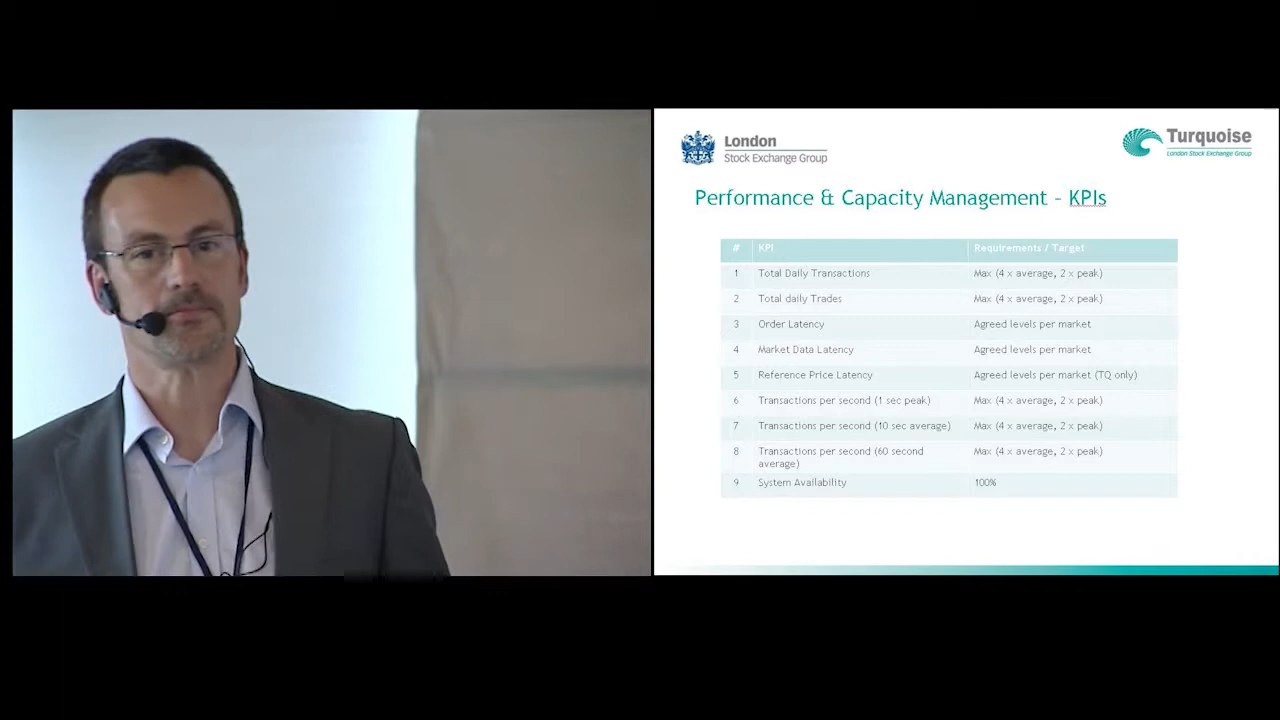 London
Stock Exchange Group
Turquoise
London Stock Exchange Group
Performance & Capacity Management – KPIs
# KPI Requirements / Target
1 Total Daily Transactions Max (4 x average, 2 x peak)
2 Total daily Trades Max (4 x average, 2 x peak)
3 Order Latency Agreed levels per market
4 Market Data Latency Agreed levels per market
5 Reference Price Latency Agreed levels per market (TQ only)
6 Transactions per second (1 sec peak) Max (4 x average, 2 x peak)
7 Transactions per second (10 sec average) Max (4 x average, 2 x peak)
8 Transactions per second (60 second Max (4 x average, 2 x peak)
average)
9 System Availability 100%